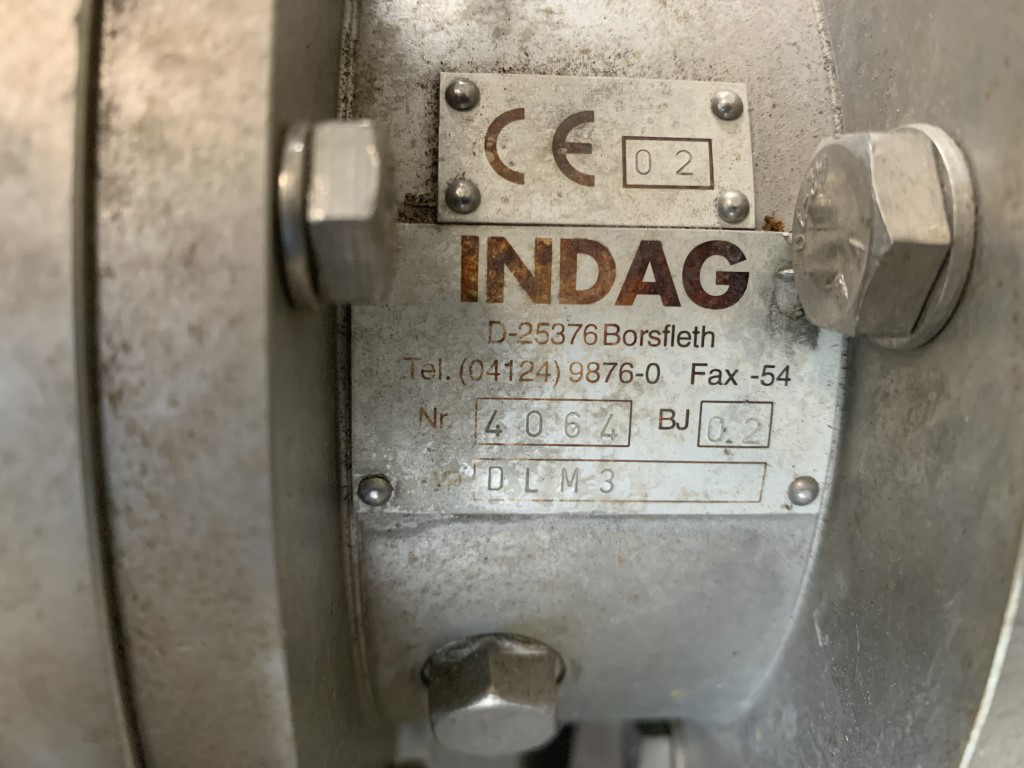 CE 02
INDAG
D-25376 Borsfleth
Tel. (04124) 9876-0 Fax -54
Nr. 4064 BJ 02
DLM3